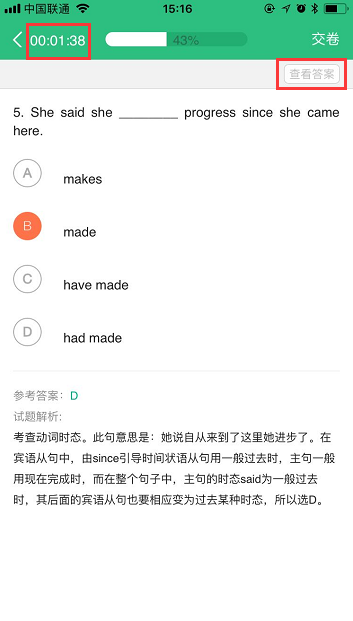 中国联通 15:16
00:01:38 43% 交卷
查看答案
5. She said she ________ progress since she came
here.
A makes
B made
C have made
D had made
参考答案: D
试题解析:
考查动词时态。此句意思是：她说自从来到了这里她进步了。在
宾语从句中，由since引导时间状语从句用一般过去时，主句一般
用现在完成时，而在整个句子中，主句的时态said为一般过去
时，其后面的宾语从句也要相应变为过去某种时态，所以选D。